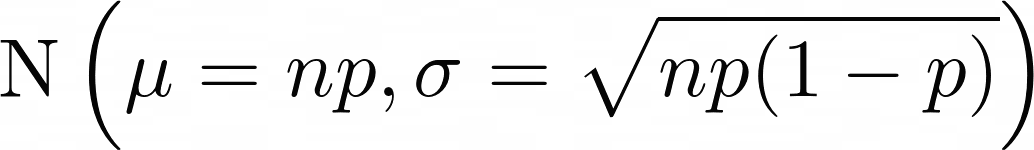 N(μ = np, σ = √np(1 − p))